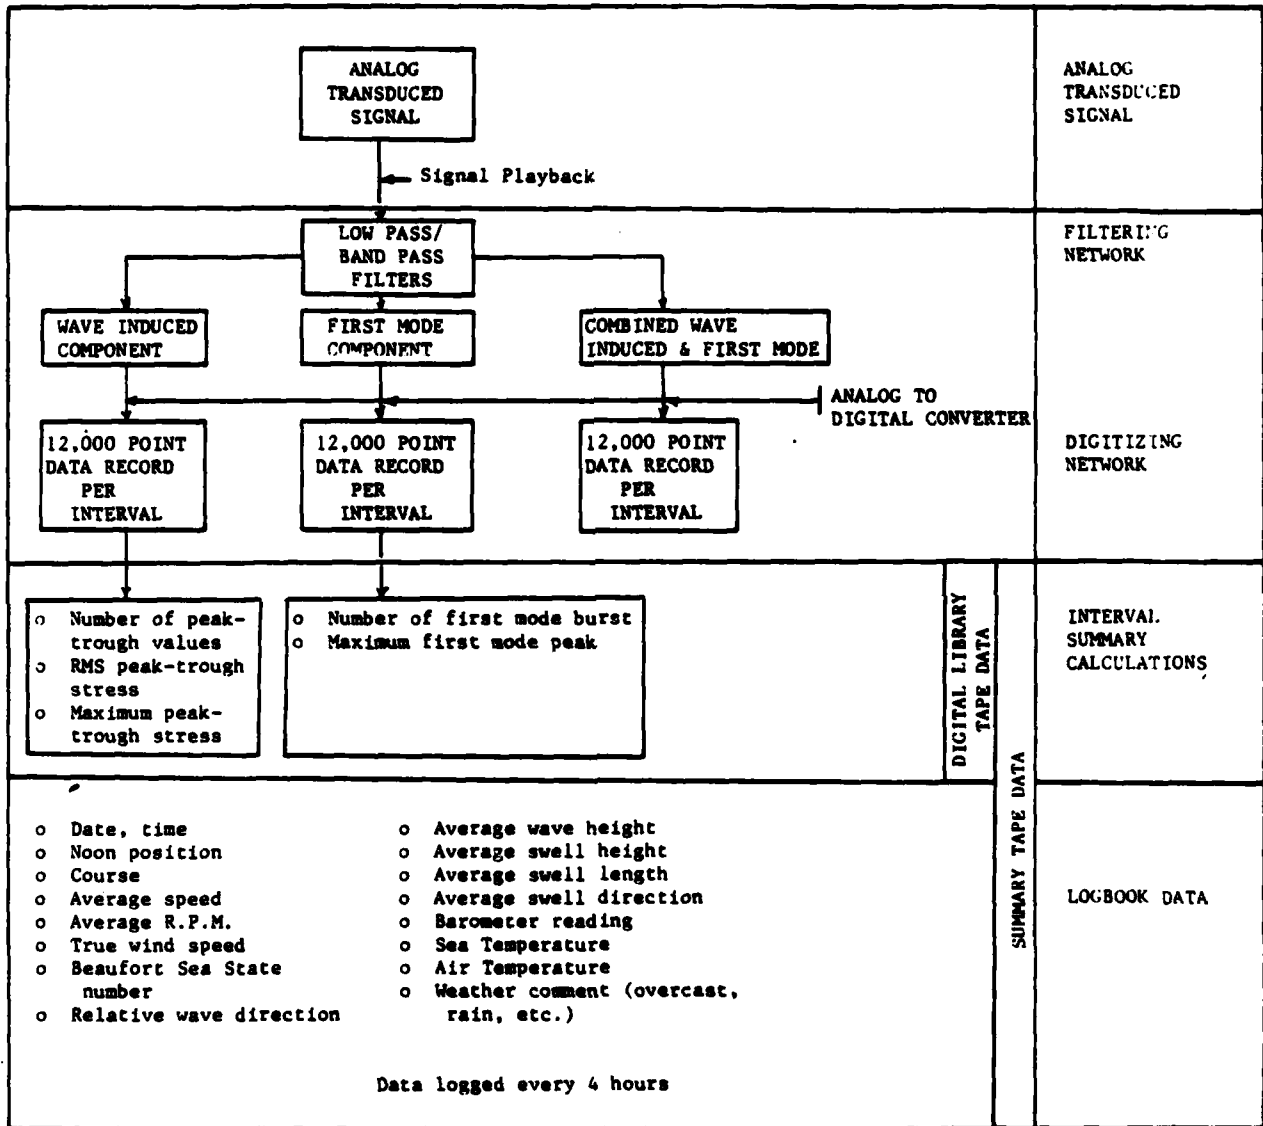 ANALOG
TRANSDUCED
SIGNAL
ANALOG
TRANSDUCED
SIGNAL
Signal Playback
LOW PASS/
BAND PASS
FILTERS
FILTERING
NETWORK
WAVE INDUCED
COMPONENT
FIRST MODE
COMPONENT
COMBINED WAVE
INDUCED & FIRST MODE
ANALOG TO
DIGITAL CONVERTER
12,000 POINT
DATA RECORD
PER
INTERVAL
12,000 POINT
DATA RECORD
PER
INTERVAL
12,000 POINT
DATA RECORD
PER
INTERVAL
DIGITIZING
NETWORK
o Number of peak-
trough values
o RMS peak-trough
stress
o Maximum peak-
trough stress
o Number of first mode burst
o Maximum first mode peak
DIGITAL LIBRARY
TAPE DATA
INTERVAL
SUMMARY
CALCULATIONS
SUMMARY TAPE DATA
o Date, time
o Noon position
o Course
o Average speed
o Average R.P.M.
o True wind speed
o Beaufort Sea State
number
o Relative wave direction
o Average wave height
o Average swell height
o Average swell length
o Average swell direction
o Barometer reading
o Sea Temperature
o Air Temperature
o Weather comment (overcast,
rain, etc.)
LOGBOOK DATA
Data logged every 4 hours